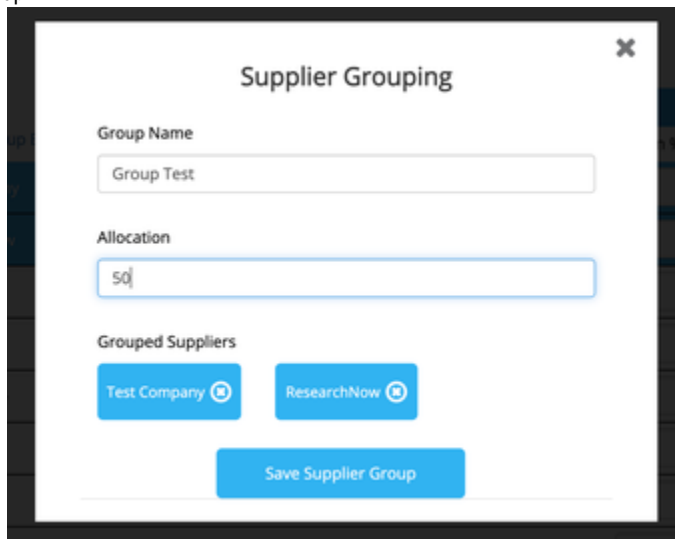 Supplier Grouping
Group Name
Group Test
Allocation
50
Grouped Suppliers
Test Company
ResearchNow
Save Supplier Group